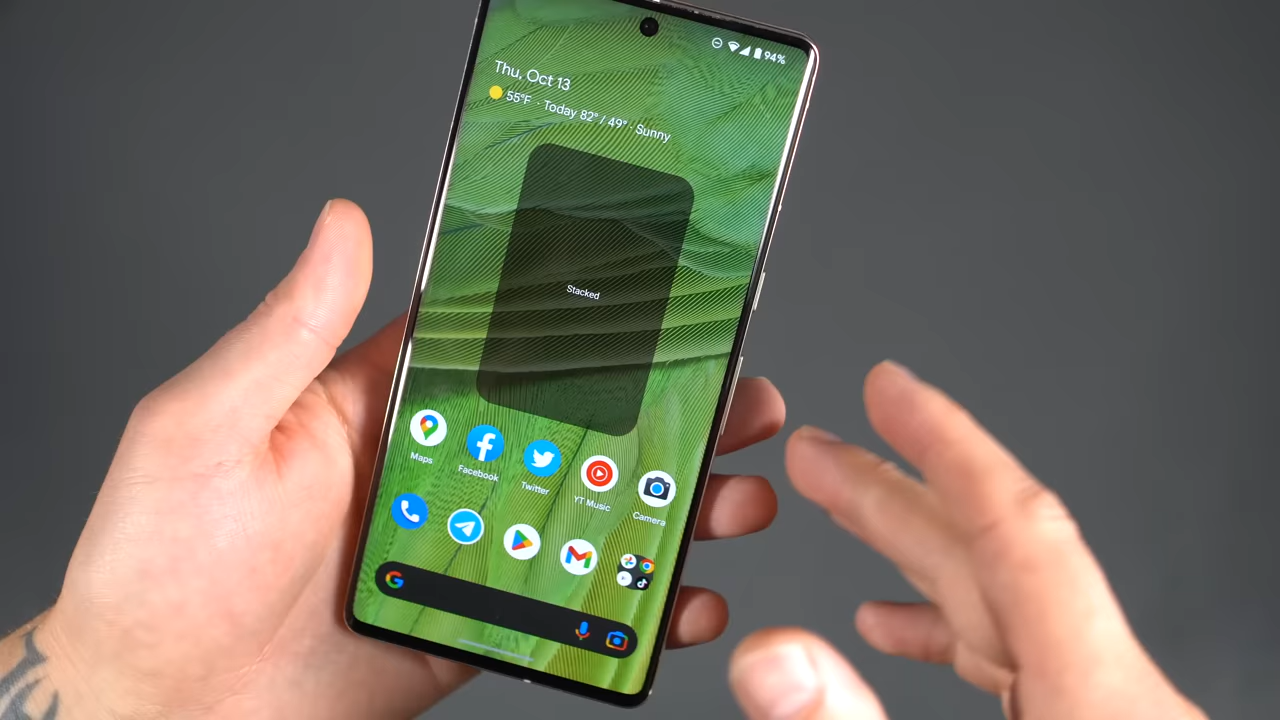 94%
Thu, Oct 13
55°F · Today 82° / 49° · Sunny
Stacked
Maps
Facebook
Twitter
YT Music
Camera